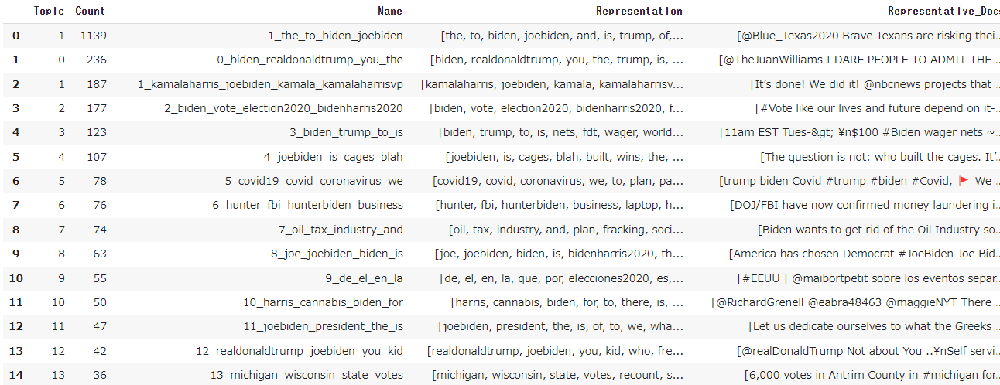 Topic Count Name Representation Representative_Docs
0 -1 1139 -1_the_to_biden_joebiden [the, to, biden, joebiden, and, is, trump, of,... [@Blue_Texas2020 Brave Texans are risking thei...
1 0 236 0_biden_realdonaldtrump_you_the [biden, realdonaldtrump, you, the, trump, is, ... [@TheJuanWilliams I DARE PEOPLE TO ADMIT THE ...
2 1 187 1_kamalaharris_joebiden_kamala_kamalaharrisvp [kamalaharris, joebiden, kamala, kamalaharrisv... [It’s done! We did it! @nbcnews projects that ...
3 2 177 2_biden_vote_election2020_bidenharris2020 [biden, vote, election2020, bidenharris2020, f... [#Vote like our lives and future depend on it-...
4 3 123 3_biden_trump_to_is [biden, trump, to, is, nets, fdt, wager, world... [11am EST Tues-&gt; ¥n$100 #Biden wager nets ~...
5 4 107 4_joebiden_is_cages_blah [joebiden, is, cages, blah, built, wins, the, ... [The question is not: who built the cages. It’...
6 5 78 5_covid19_covid_coronavirus_we [covid19, covid, coronavirus, we, to, plan, pa... [trump biden Covid #trump #biden #Covid, 🚩 We ...
7 6 76 6_hunter_fbi_hunterbiden_business [hunter, fbi, hunterbiden, business, laptop, h... [DOJ/FBI have now confirmed money laundering i...
8 7 74 7_oil_tax_industry_and [oil, tax, industry, and, plan, fracking, soci... [Biden wants to get rid of the Oil Industry so...
9 8 63 8_joe_joebiden_biden_is [joe, joebiden, biden, is, bidenharris2020, th... [America has chosen Democrat #JoeBiden Joe Bid...
10 9 55 9_de_el_en_la [de, el, en, la, que, por, elecciones2020, es,... [#EEUU | @maibortpetit sobre los eventos separ...
11 10 50 10_harris_cannabis_biden_for [harris, cannabis, biden, for, to, there, is, ... [@RichardGrenell @eabra48463 @maggieNYT There ...
12 11 47 11_joebiden_president_the_is [joebiden, president, the, is, of, to, we, wha... [Let us dedicate ourselves to what the Greeks ...
13 12 42 12_realdonaldtrump_joebiden_you_kid [realdonaldtrump, joebiden, you, kid, who, fre... [@realDonaldTrump Not about You ..¥nSelf servi...
14 13 36 13_michigan_wisconsin_state_votes [michigan, wisconsin, state, votes, recount, s... [6,000 votes in Antrim County in #michigan for...